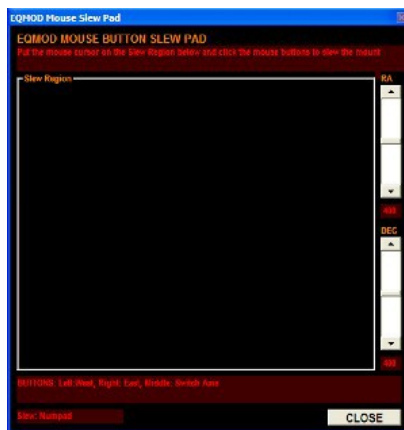 EQMOD Mouse Slew Pad
EQMOD MOUSE BUTTON SLEW PAD
Put the mouse cursor on the Slew Region below and click the mouse buttons to slew the mount
Slew Region
RA
DEC
BUTTONS: Left:West, Right: East, Middle: Switch Axes
Slew: Numpad
CLOSE